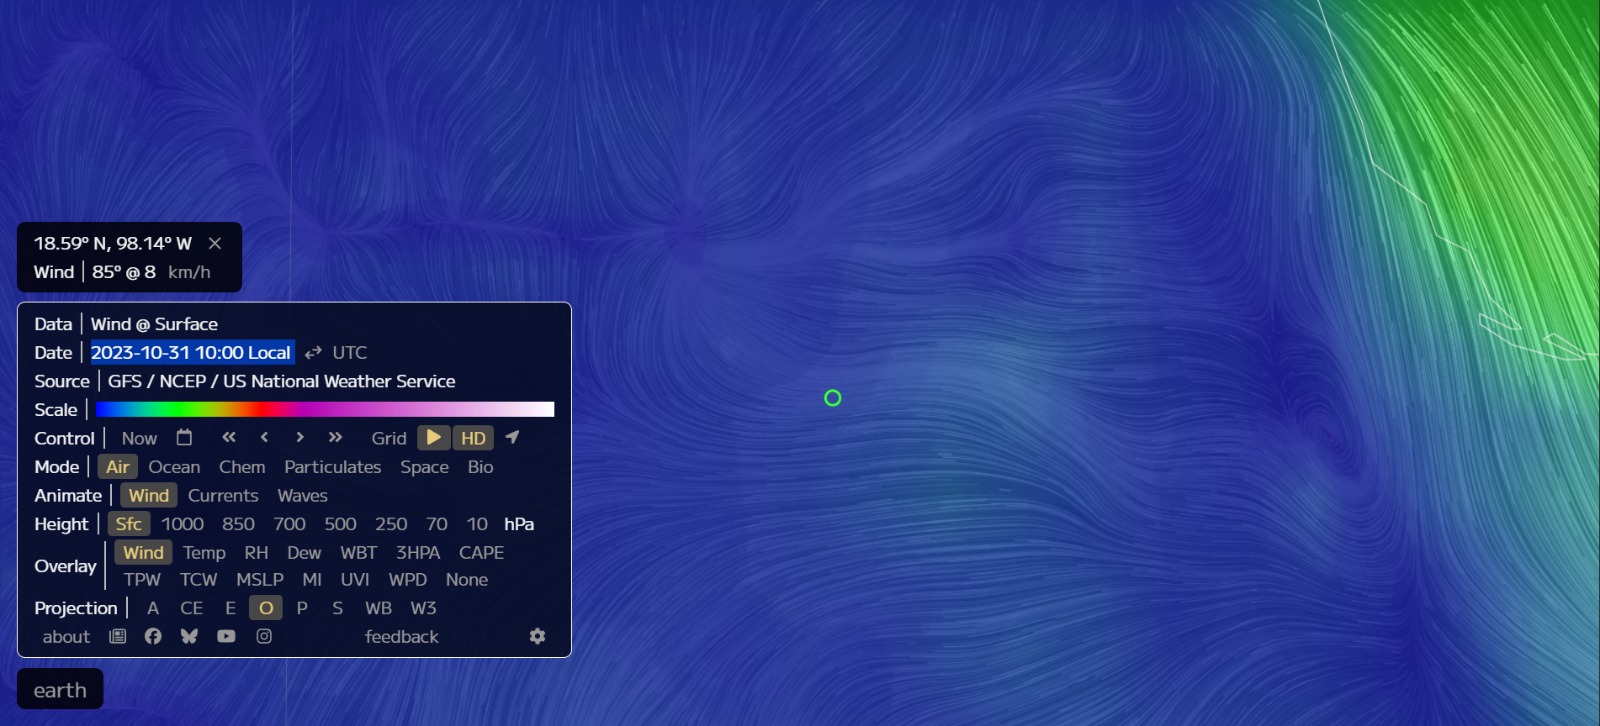 18.59° N, 98.14° W ×
Wind | 85° @ 8 km/h
Data | Wind @ Surface
Date | 2023-10-31 10:00 Local ⇄ UTC
Source | GFS / NCEP / US National Weather Service
Scale |
Control | Now « ‹ › » Grid ▶ HD
Mode | Air Ocean Chem Particulates Space Bio
Animate | Wind Currents Waves
Height | Sfc 1000 850 700 500 250 70 10 hPa
Overlay | Wind Temp RH Dew WBT 3HPA CAPE
TPW TCW MSLP MI UVI WPD None
Projection | A CE E O P S WB W3
about feedback
earth